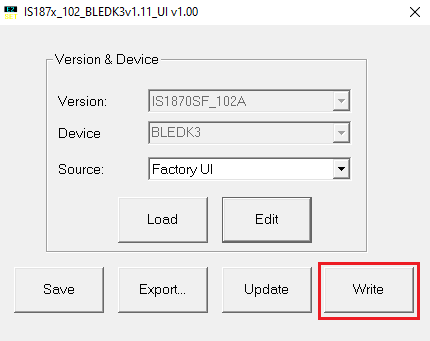 IS187x_102_BLEDK3v1.11_UI v1.00
Version & Device
Version: IS1870SF_102A
Device BLEDK3
Source: Factory UI
Load Edit
Save Export... Update Write